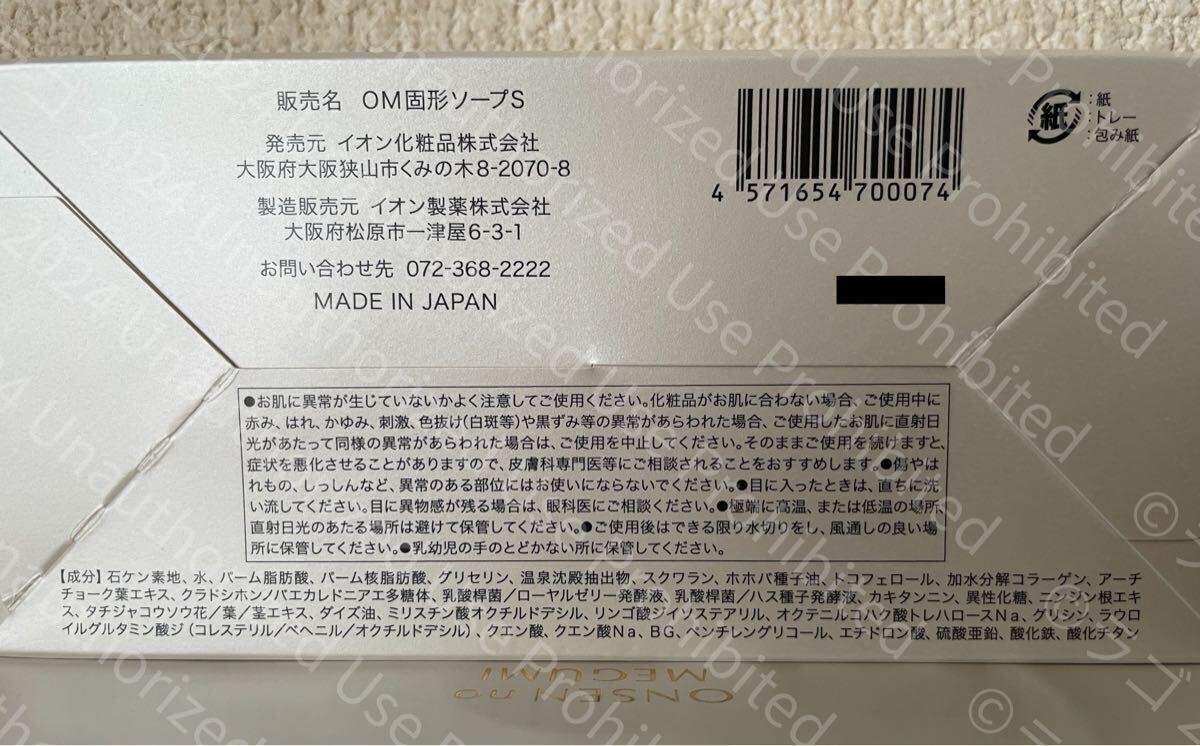 販売名 OM固形ソープS
発売元 イオン化粧品株式会社
大阪府大阪狭山市くみの木8-2070-8
製造販売元 イオン製薬株式会社
大阪府松原市一津屋6-3-1
お問い合わせ先 072-368-2222
MADE IN JAPAN
4 571654 700074
紙
:紙
:トレー
:包み紙
●お肌に異常が生じていないかよく注意してご使用ください。化粧品がお肌に合わない場合、ご使用中に
赤み、はれ、かゆみ、刺激、色抜け(白斑等)や黒ずみ等の異常があらわれた場合、ご使用したお肌に直射日
光があたって同様の異常があらわれた場合は、ご使用を中止してください。そのままご使用を続けますと、
症状を悪化させることがありますので、皮膚科専門医等にご相談されることをおすすめします。●傷やは
れもの、しっしんなど、異常のある部位にはお使いにならないでください。●目に入ったときは、直ちに洗
い流してください。目に異物感が残る場合は、眼科医にご相談ください。●極端に高温、または低温の場所、
直射日光のあたる場所は避けて保管してください。●ご使用後はできる限り水切りをし、風通しの良い場
所に保管してください。●乳幼児の手のとどかない所に保管してください。
【成分】石ケン素地、水、パーム脂肪酸、パーム核脂肪酸、グリセリン、温泉沈殿抽出物、スクワラン、ホホバ種子油、トコフェロール、加水分解コラーゲン、アーチ
チョーク葉エキス、クラドシホンノバエカレドニアエ多糖体、乳酸桿菌/ローヤルゼリー発酵液、乳酸桿菌/ハス種子発酵液、カキタンニン、異性化糖、ニンジン根エキ
ス、タチジャコウソウ花/葉/茎エキス、ダイズ油、ミリスチン酸オクチルドデシル、リンゴ酸ジイソステアリル、オクテニルコハク酸トレハロースNa、グリシン、ラウロ
イルグルタミン酸ジ(コレステリル/ベヘニル/オクチルドデシル)、クエン酸、クエン酸Na、BG、ペンチレングリコール、エチドロン酸、硫酸亜鉛、酸化鉄、酸化チタン
ONSEN no
MEGUMI